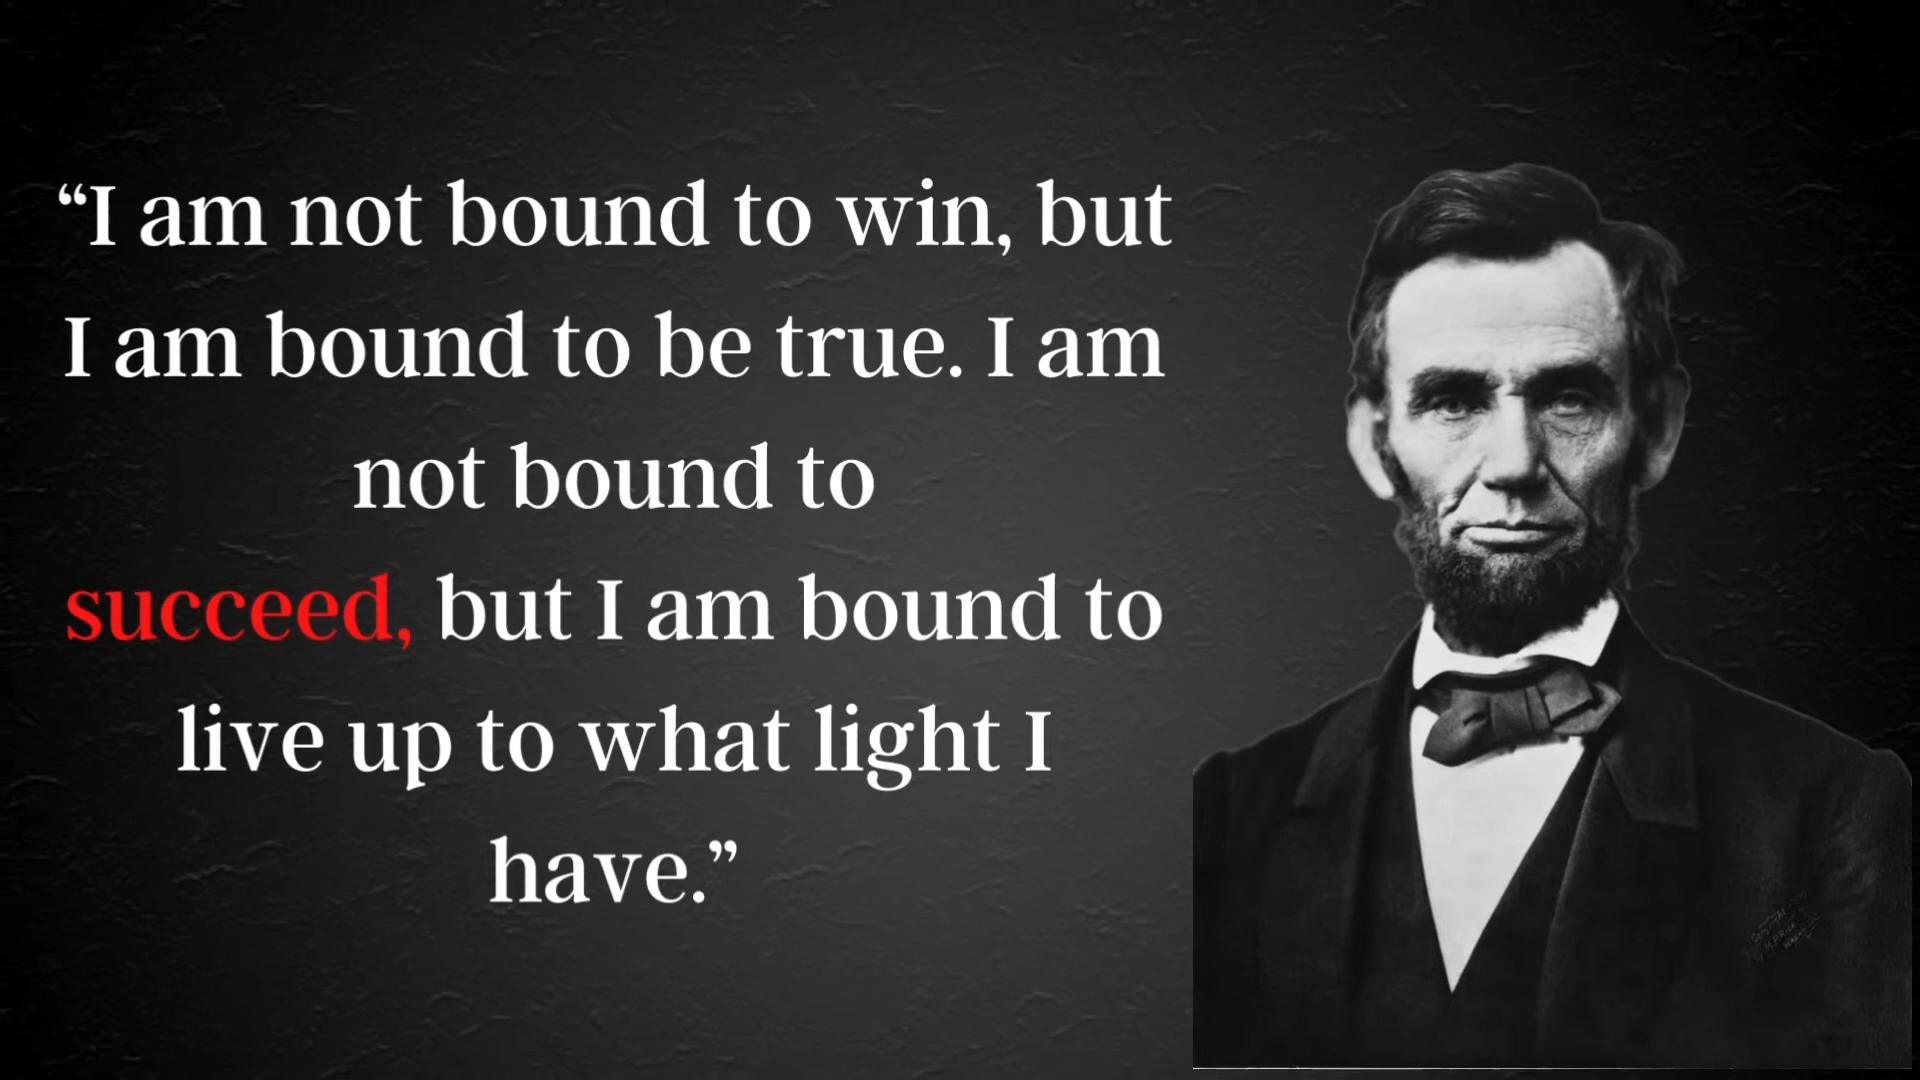 “I am not bound to win, but
I am bound to be true. I am
not bound to
succeed, but I am bound to
live up to what light I
have.”